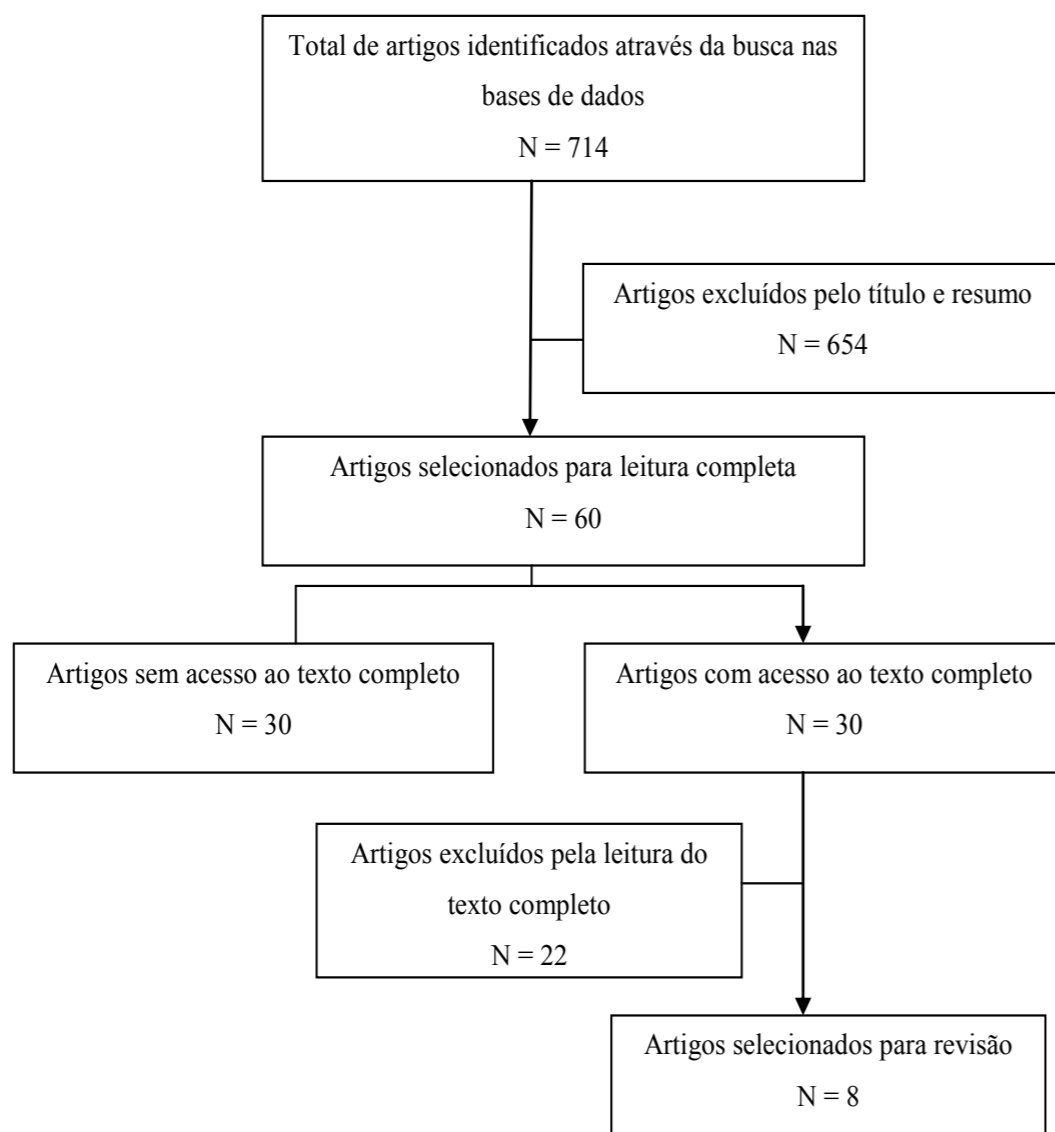 Total de artigos identificados através da busca nas
bases de dados
N = 714
Artigos excluídos pelo título e resumo
N = 654
Artigos selecionados para leitura completa
N = 60
Artigos sem acesso ao texto completo
N = 30
Artigos com acesso ao texto completo
N = 30
Artigos excluídos pela leitura do
texto completo
N = 22
Artigos selecionados para revisão
N = 8